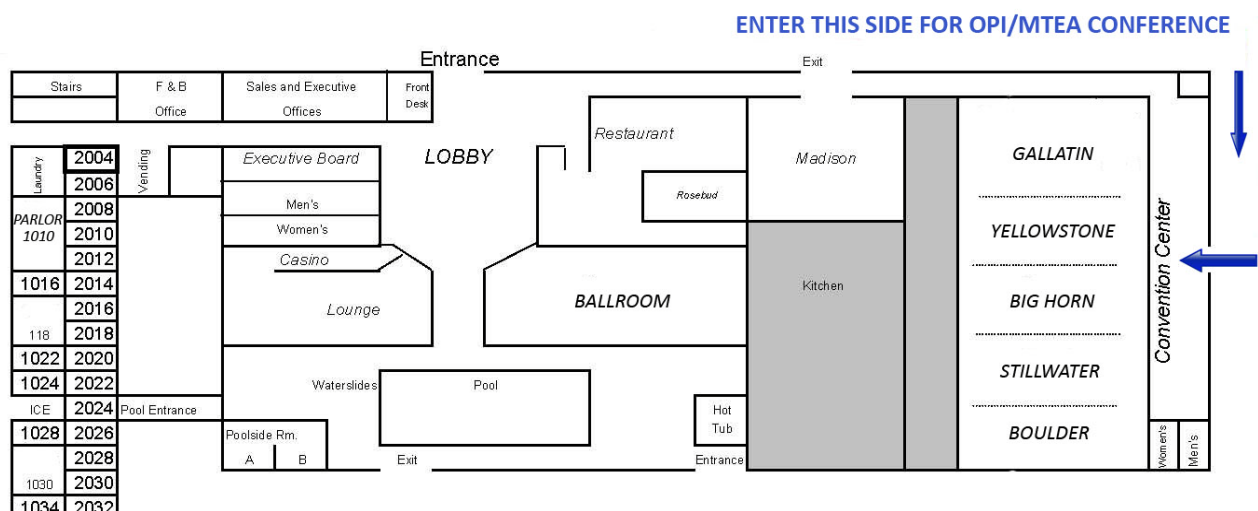 ENTER THIS SIDE FOR OPI/MTEA CONFERENCE
Entrance
Exit
Stairs
F & B
Office
Sales and Executive
Offices
Front
Desk
Laundry
2004
2006
Vending
Executive Board
LOBBY
Restaurant
Madison
GALLATIN
Rosebud
Men's
Women's
PARLOR
1010
2008
2010
2012
Casino
YELLOWSTONE
Convention Center
1016
2014
2016
Lounge
BALLROOM
Kitchen
BIG HORN
118
2018
1022
2020
1024
2022
Waterslides
Pool
STILLWATER
ICE
2024
Pool Entrance
Hot
Tub
BOULDER
1028
2026
Poolside Rm.
A
B
Exit
Entrance
Women's
Men's
2028
1030
2030
1034
2032